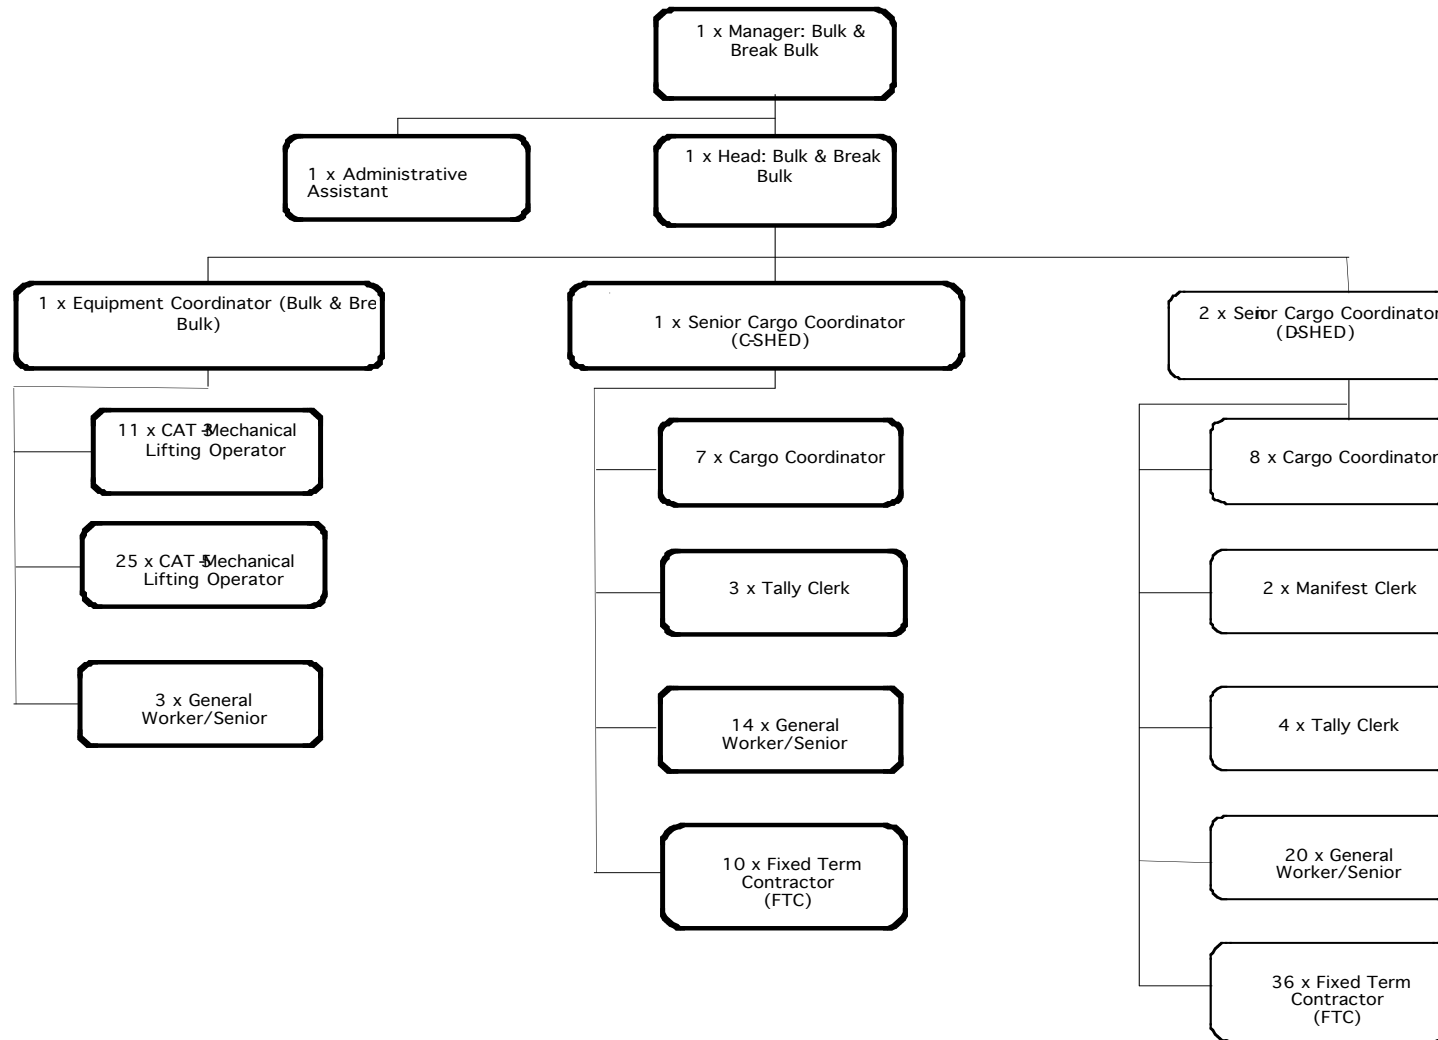 1 x Manager: Bulk &
Break Bulk
1 x Administrative
Assistant
1 x Head: Bulk & Break
Bulk
1 x Equipment Coordinator (Bulk & Bre
Bulk)
1 x Senior Cargo Coordinator
(C-SHED)
2 x Senior Cargo Coordinator
(D-SHED)
11 x CAT -3 Mechanical
Lifting Operator
25 x CAT -5 Mechanical
Lifting Operator
3 x General
Worker/Senior
7 x Cargo Coordinator
3 x Tally Clerk
14 x General
Worker/Senior
10 x Fixed Term
Contractor
(FTC)
8 x Cargo Coordinator
2 x Manifest Clerk
4 x Tally Clerk
20 x General
Worker/Senior
36 x Fixed Term
Contractor
(FTC)